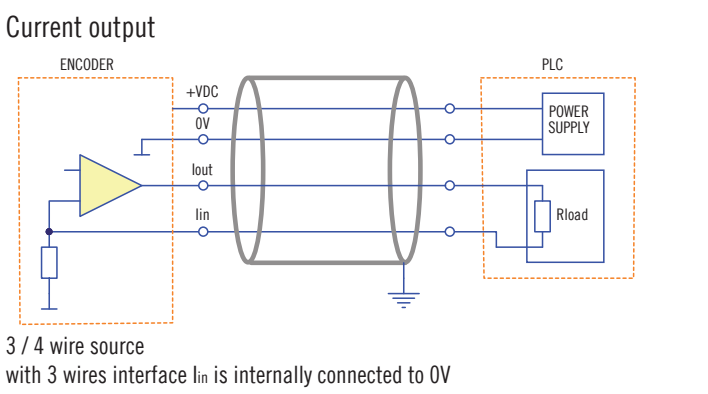 Current output
ENCODER
PLC
+VDC
0V
POWER
SUPPLY
Iout
Iin
Rload
3 / 4 wire source
with 3 wires interface Iin is internally connected to 0V